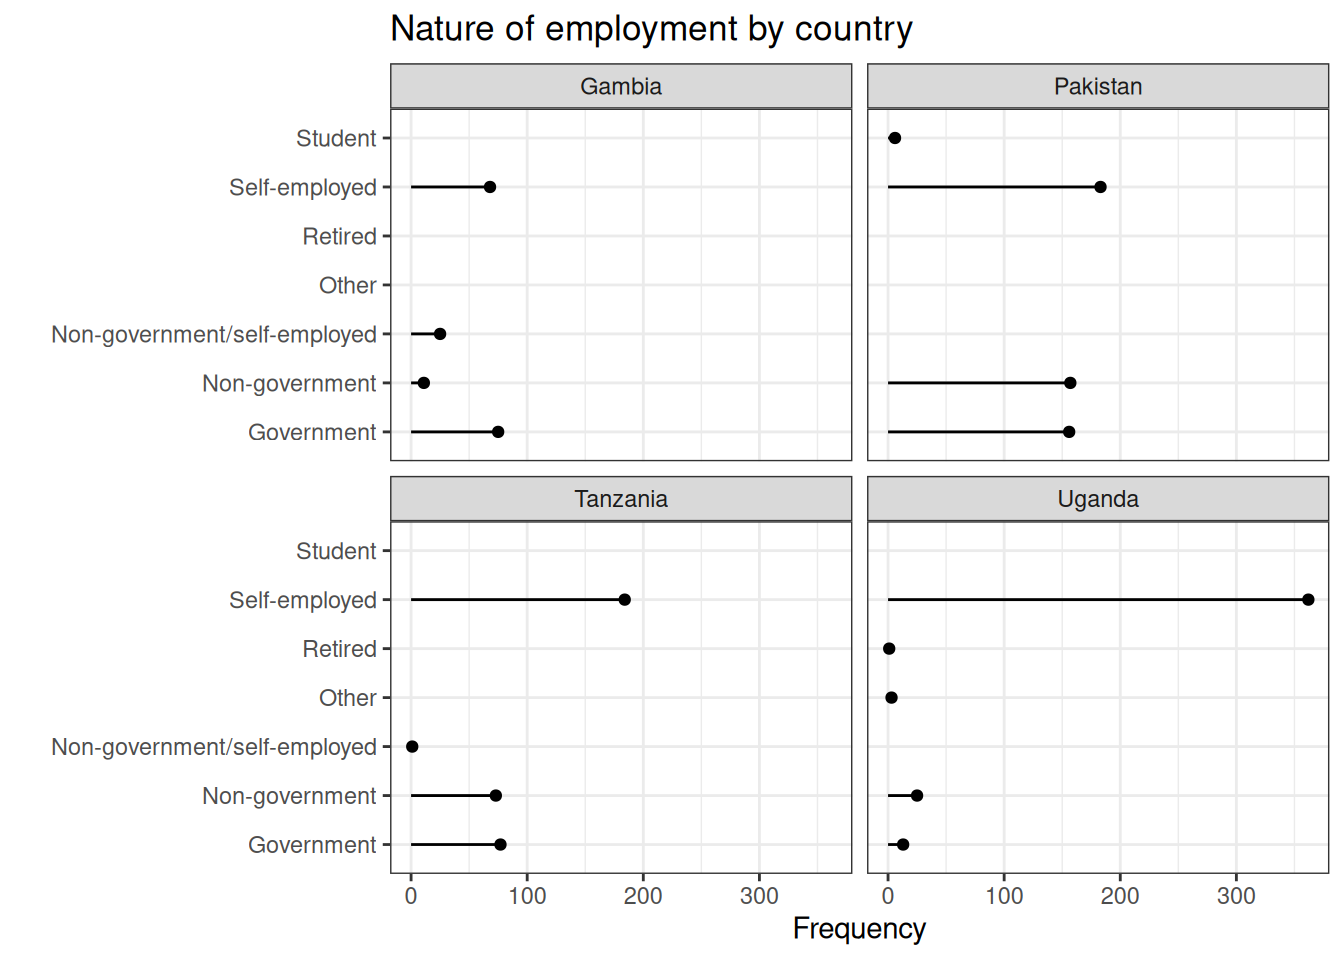 Nature of employment by country
Gambia
Pakistan
Student
Self-employed
Retired
Other
Non-government/self-employed
Non-government
Government
Tanzania
Uganda
Student
Self-employed
Retired
Other
Non-government/self-employed
Non-government
Government
0 100 200 300
0 100 200 300
Frequency